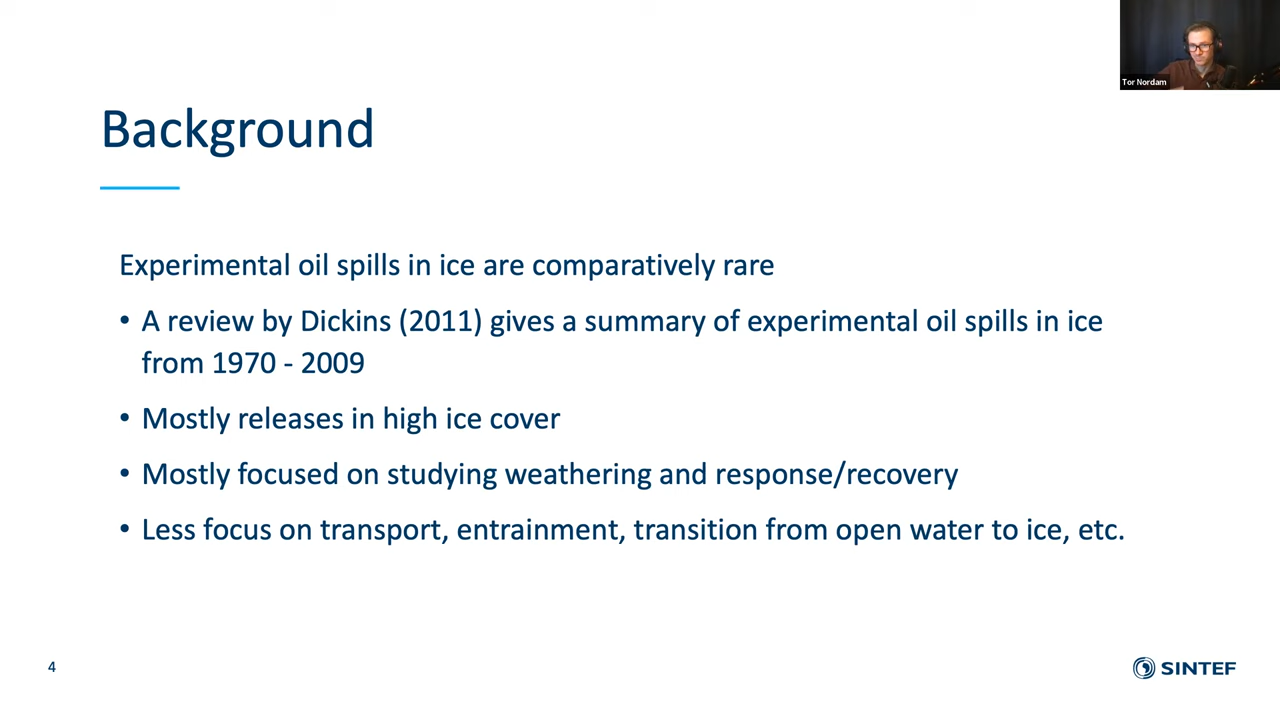 Tor Nordam
Background
Experimental oil spills in ice are comparatively rare
• A review by Dickins (2011) gives a summary of experimental oil spills in ice
from 1970 - 2009
• Mostly releases in high ice cover
• Mostly focused on studying weathering and response/recovery
• Less focus on transport, entrainment, transition from open water to ice, etc.
4
SINTEF